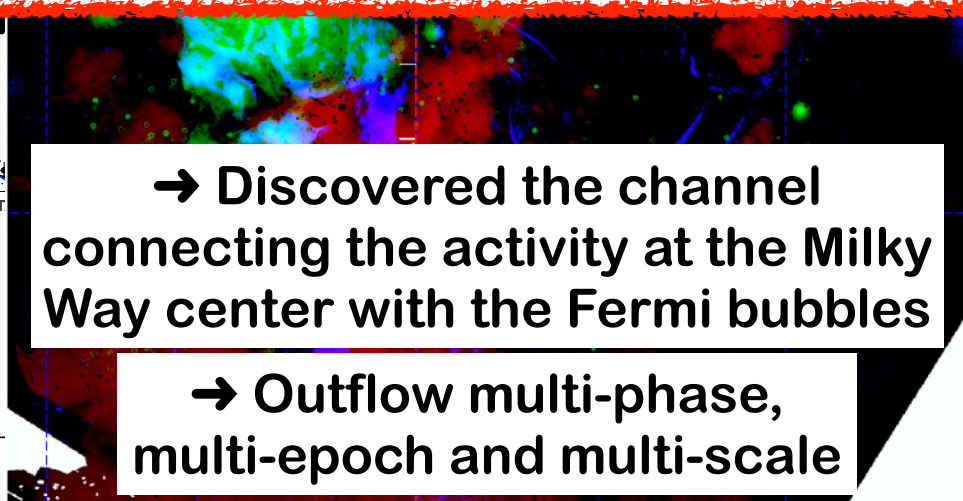 ➜ Discovered the channel
connecting the activity at the Milky
Way center with the Fermi bubbles
➜ Outflow multi-phase,
multi-epoch and multi-scale